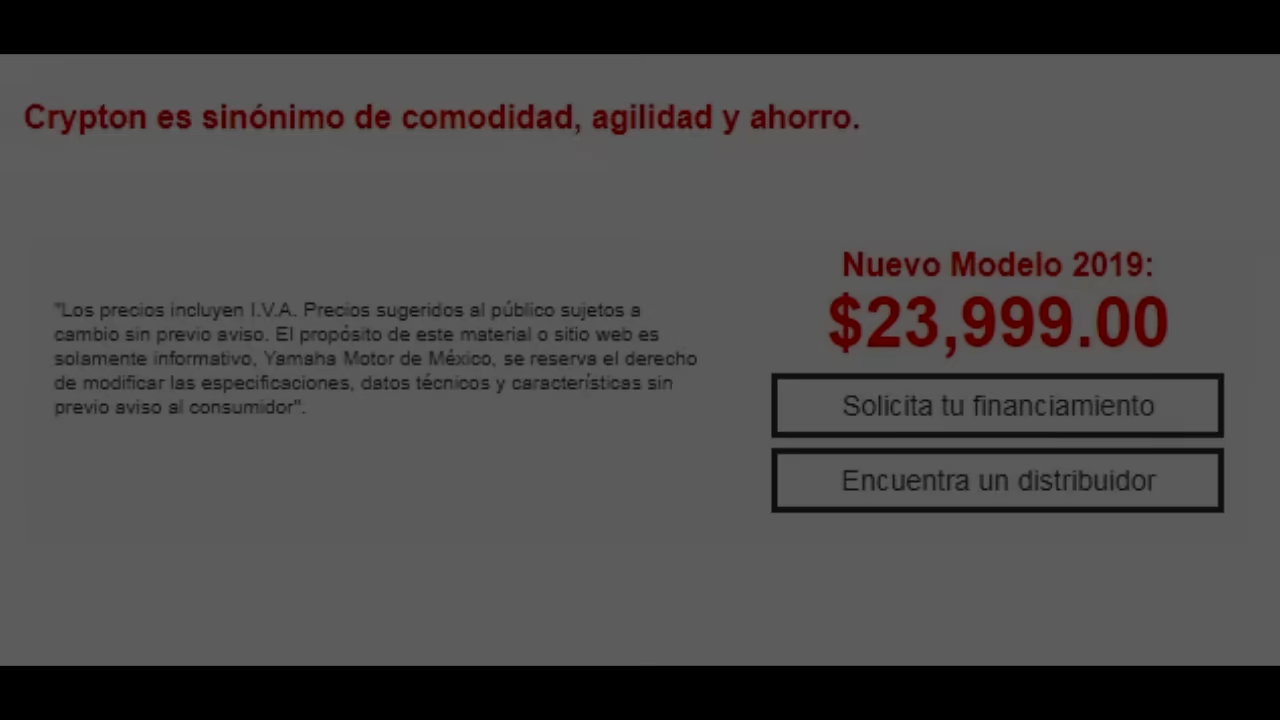 Crypton es sinónimo de comodidad, agilidad y ahorro.
"Los precios incluyen I.V.A. Precios sugeridos al público sujetos a
cambio sin previo aviso. El propósito de este material o sitio web es
solamente informativo, Yamaha Motor de México, se reserva el derecho
de modificar las especificaciones, datos técnicos y características sin
previo aviso al consumidor".
Nuevo Modelo 2019:
$23,999.00
Solicita tu financiamiento
Encuentra un distribuidor